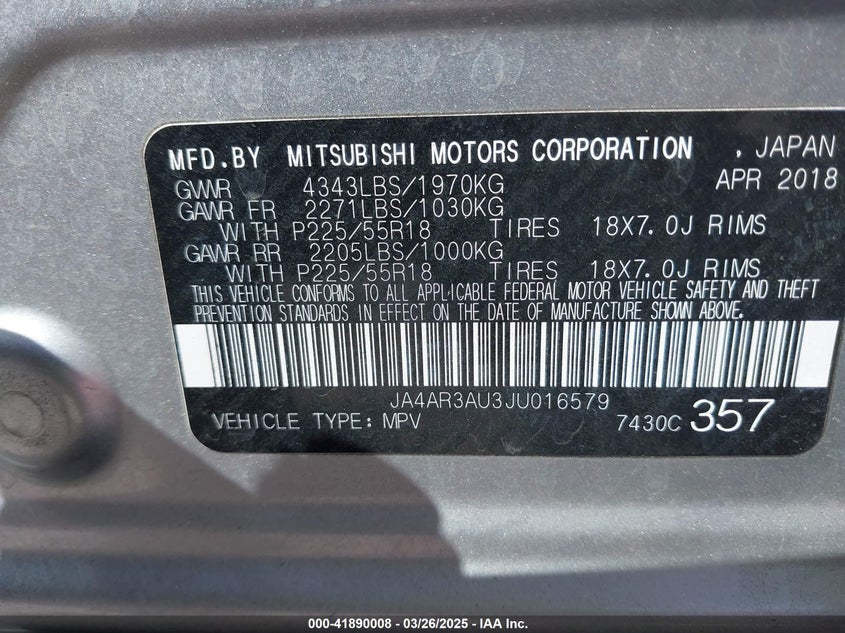 MFD.BY MITSUBISHI MOTORS CORPORATION , JAPAN
GVWR 4343LBS/1970KG APR 2018
GAWR FR 2271LBS/1030KG
WITH P225/55R18 TIRES 18X7.0J RIMS
GAWR RR 2205LBS/1000KG
WITH P225/55R18 TIRES 18X7.0J RIMS
THIS VEHICLE CONFORMS TO ALL APPLICABLE FEDERAL MOTOR VEHICLE SAFETY AND THEFT
PREVENTION STANDARDS IN EFFECT ON THE DATE OF MANUFACTURE SHOWN ABOVE.
JA4AR3AU3JU016579
VEHICLE TYPE: MPV 7430C 357
000-41890008 - 03/26/2025 - IAA Inc.